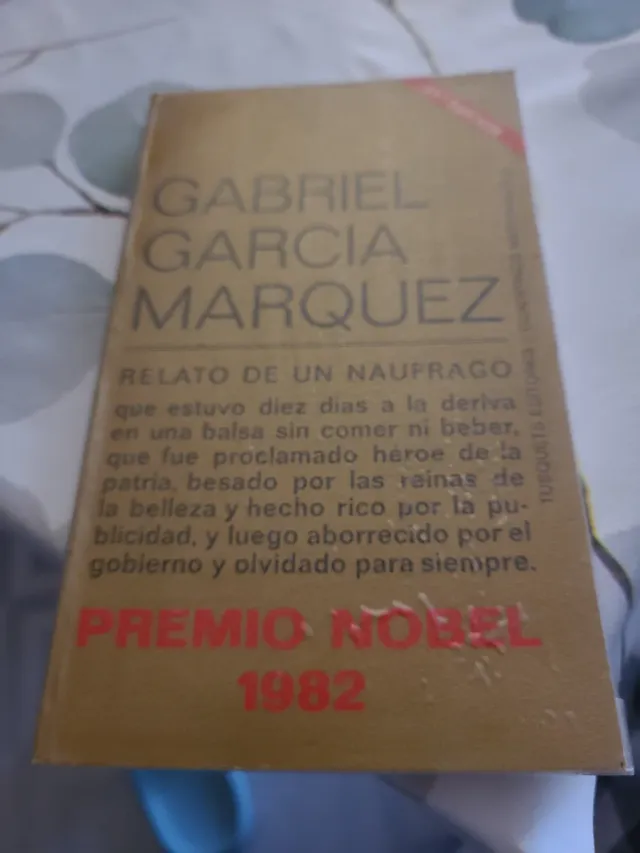 GABRIEL
GARCIA
MARQUEZ
RELATO DE UN NAUFRAGO
que estuvo diez dias a la deriva
en una balsa sin comer ni beber,
que fue proclamado héroe de la
patria, besado por las reinas de
la belleza y hecho rico por la pu-
blicidad, y luego aborrecido por el
gobierno y olvidado para siempre.
PREMIO NOBEL
1982
TUSQUETS EDITORES